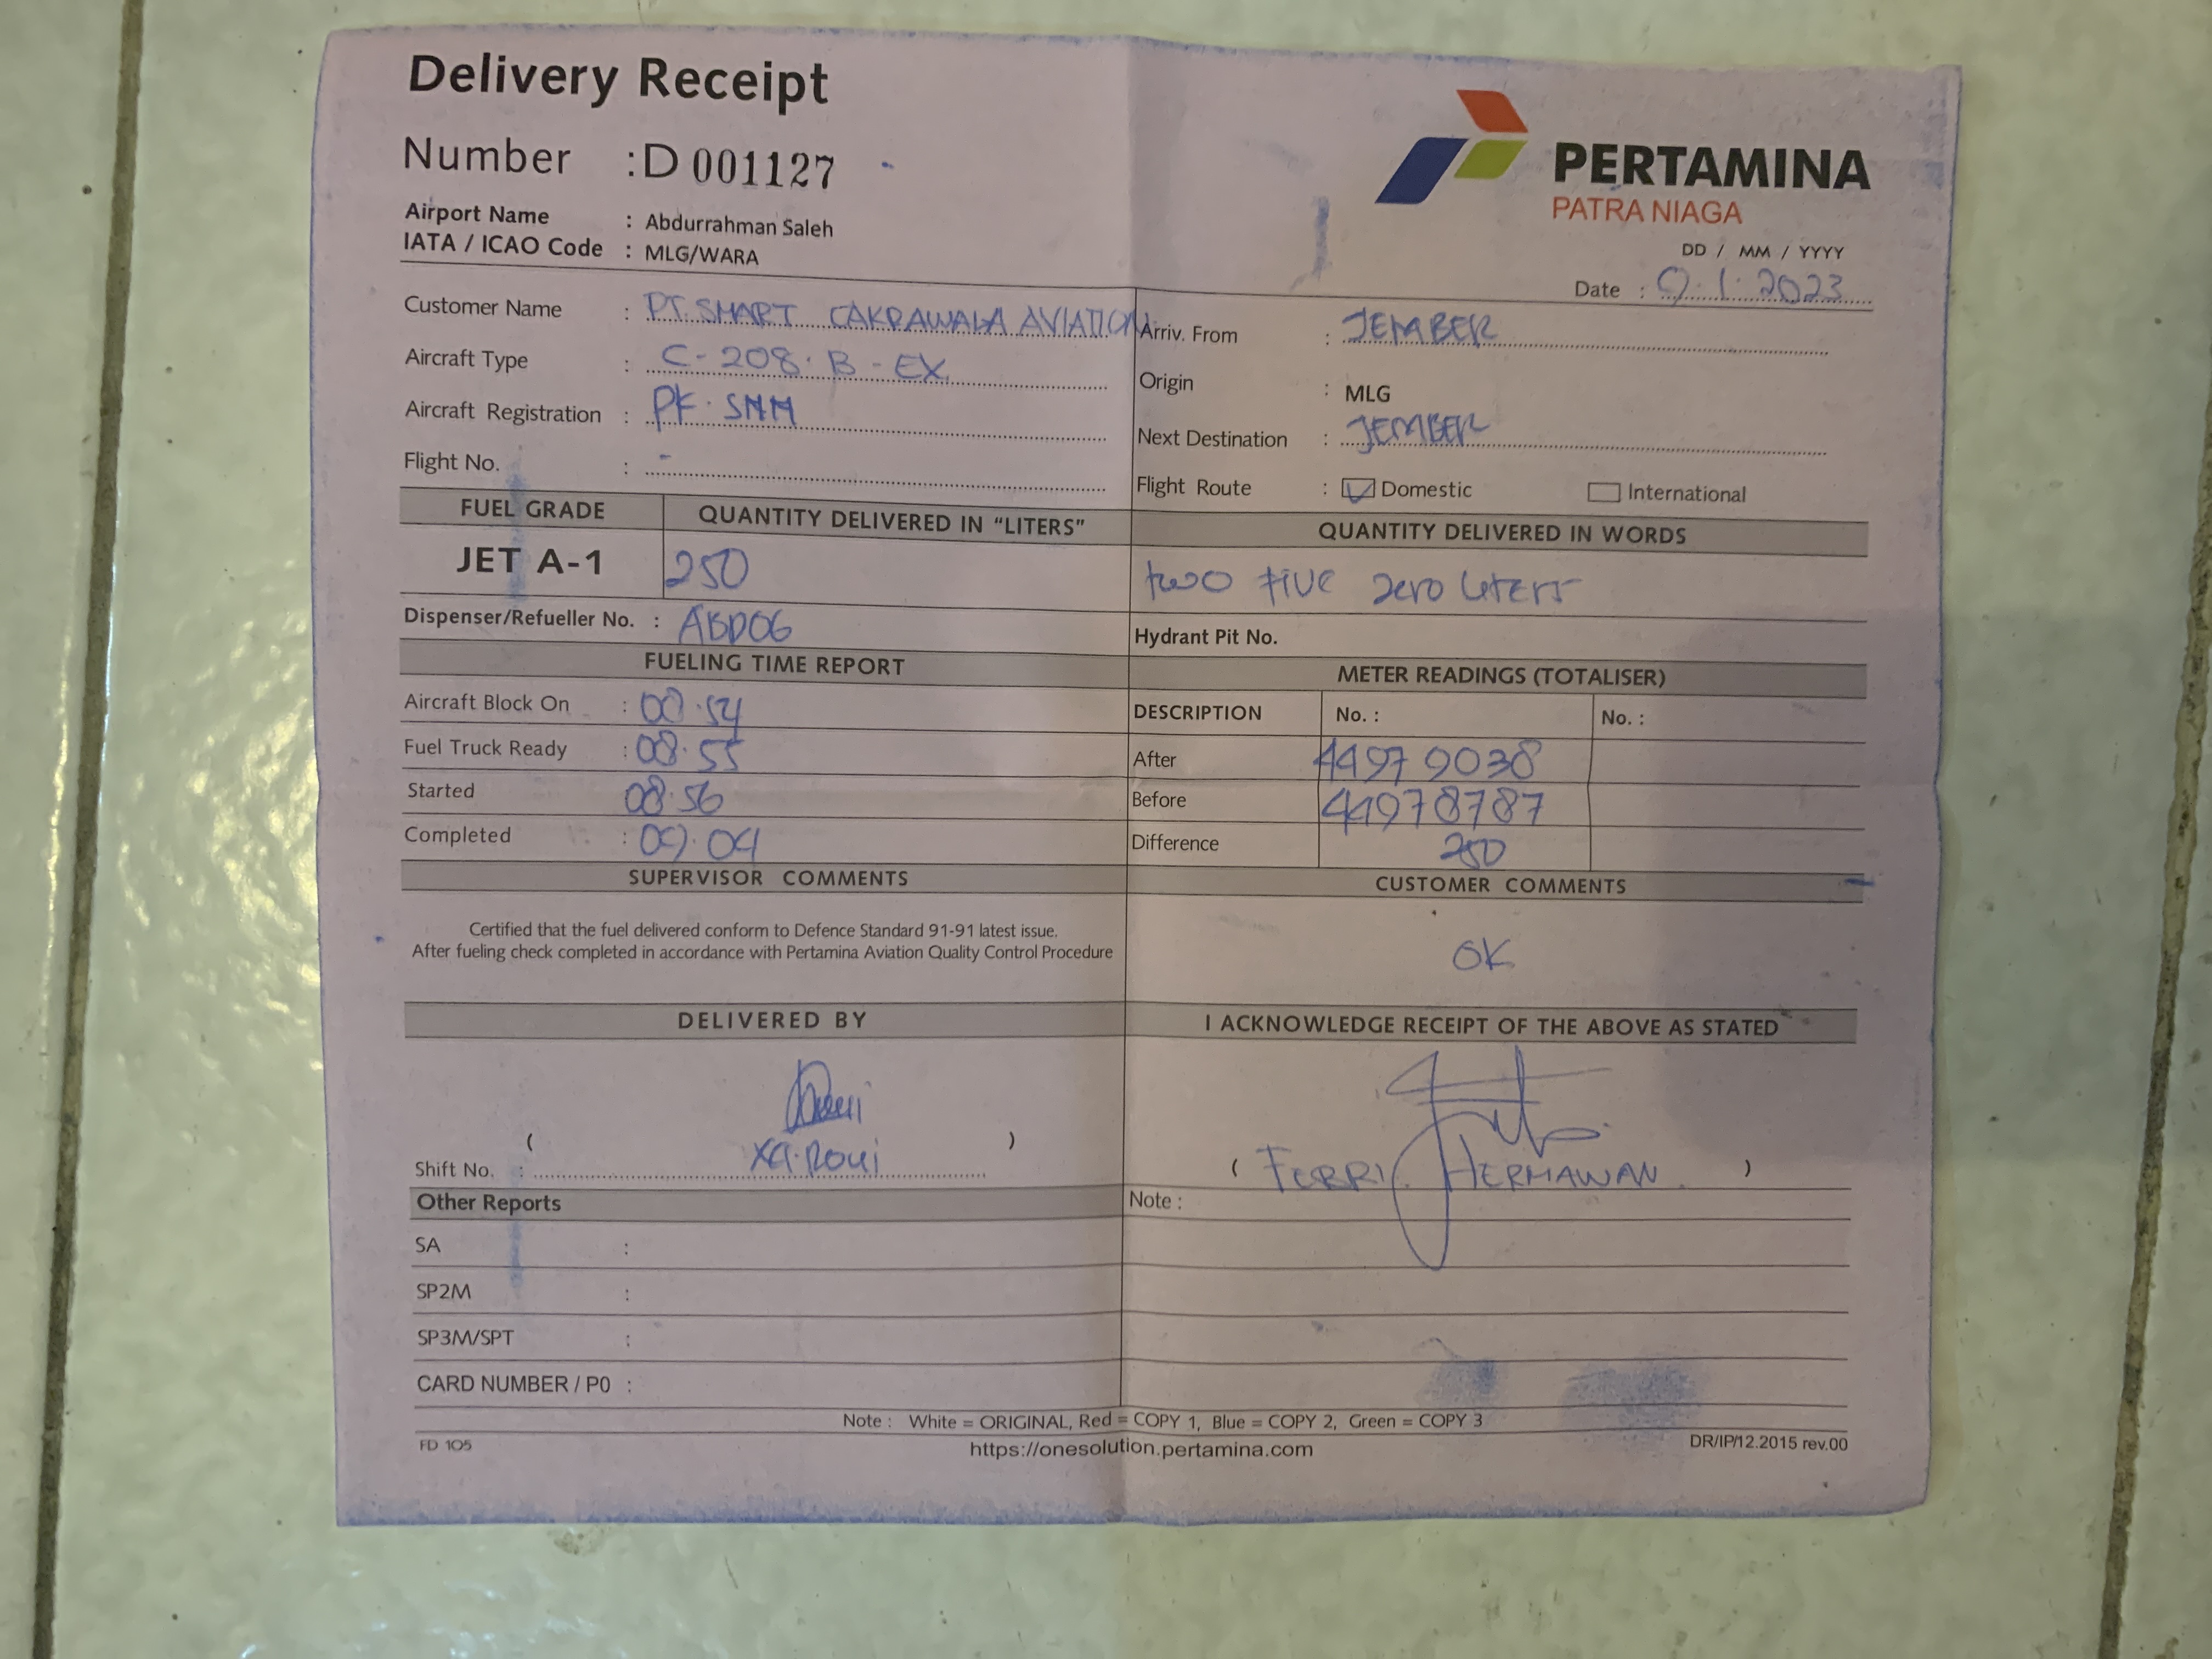 Delivery Receipt
Number : D 001127
PERTAMINA
PATRA NIAGA
Airport Name : Abdurrahman Saleh
IATA / ICAO Code : MLG/WARA
DD / MM / YYYY
Date : 9.1.2023
Customer Name : PT. SMART CAKRAWALA AVIATION
Aircraft Type : C-208.B-EX
Aircraft Registration :
Flight No. : -
Arriv. From : JEMBER
Origin : MLG
Next Destination : JEMBER
Flight Route : Domestic International
FUEL GRADE QUANTITY DELIVERED IN “LITERS” QUANTITY DELIVERED IN WORDS
JET A-1 250 two five zero liters
Dispenser/Refueller No. : ABD06 Hydrant Pit No.
FUELING TIME REPORT
Aircraft Block On : 08.54
Fuel Truck Ready : 08.55
Started 08.56
Completed : 09.04
METER READINGS (TOTALISER)
DESCRIPTION No. : No. :
After 44979038
Before 44978787
Difference 250
SUPERVISOR COMMENTS
Certified that the fuel delivered conform to Defence Standard 91-91 latest issue.
After fueling check completed in accordance with Pertamina Aviation Quality Control Procedure
CUSTOMER COMMENTS
OK
DELIVERED BY
( )
Shift No. :
I ACKNOWLEDGE RECEIPT OF THE ABOVE AS STATED
( FERRI HERMAWAN )
Other Reports
SA :
SP2M :
SP3M/SPT :
CARD NUMBER / P0 :
Note :
Note : White = ORIGINAL, Red = COPY 1, Blue = COPY 2, Green = COPY 3
FD 105 https://onesolution.pertamina.com DR/IP/12.2015 rev.00